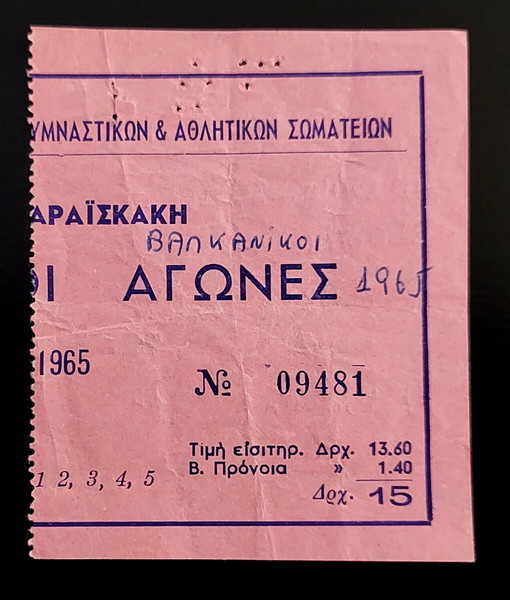 ΥΜΝΑΣΤΙΚΩΝ & ΑΘΛΗΤΙΚΩΝ ΣΩΜΑΤΕΙΩΝ
ΑΡΑΪΣΚΑΚΗ
ΒΑΛΚΑΝΙΚΟΙ
ΟΙ ΑΓΩΝΕΣ 1965
1965
№ 09481
Τιμή είσιτηρ. Δρχ. 13.60
Β. Πρόνοια » 1.40
1 2, 3, 4, 5
Δρχ. 15